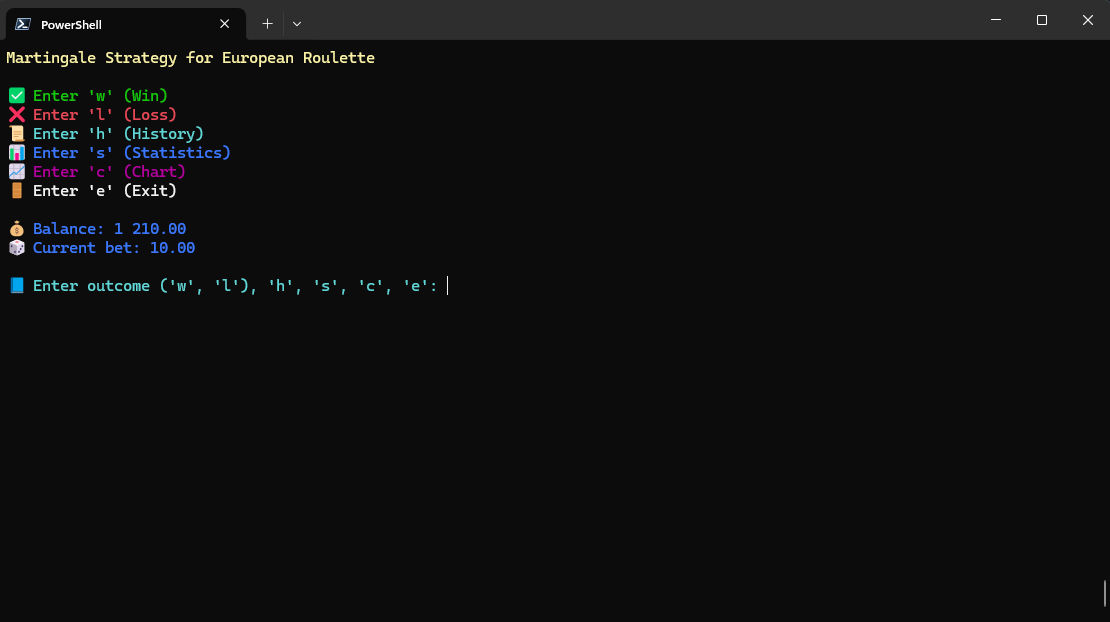 PowerShell
Martingale Strategy for European Roulette
Enter 'w' (Win)
Enter 'l' (Loss)
Enter 'h' (History)
Enter 's' (Statistics)
Enter 'c' (Chart)
Enter 'e' (Exit)
Balance: 1 210.00
Current bet: 10.00
Enter outcome ('w', 'l'), 'h', 's', 'c', 'e':